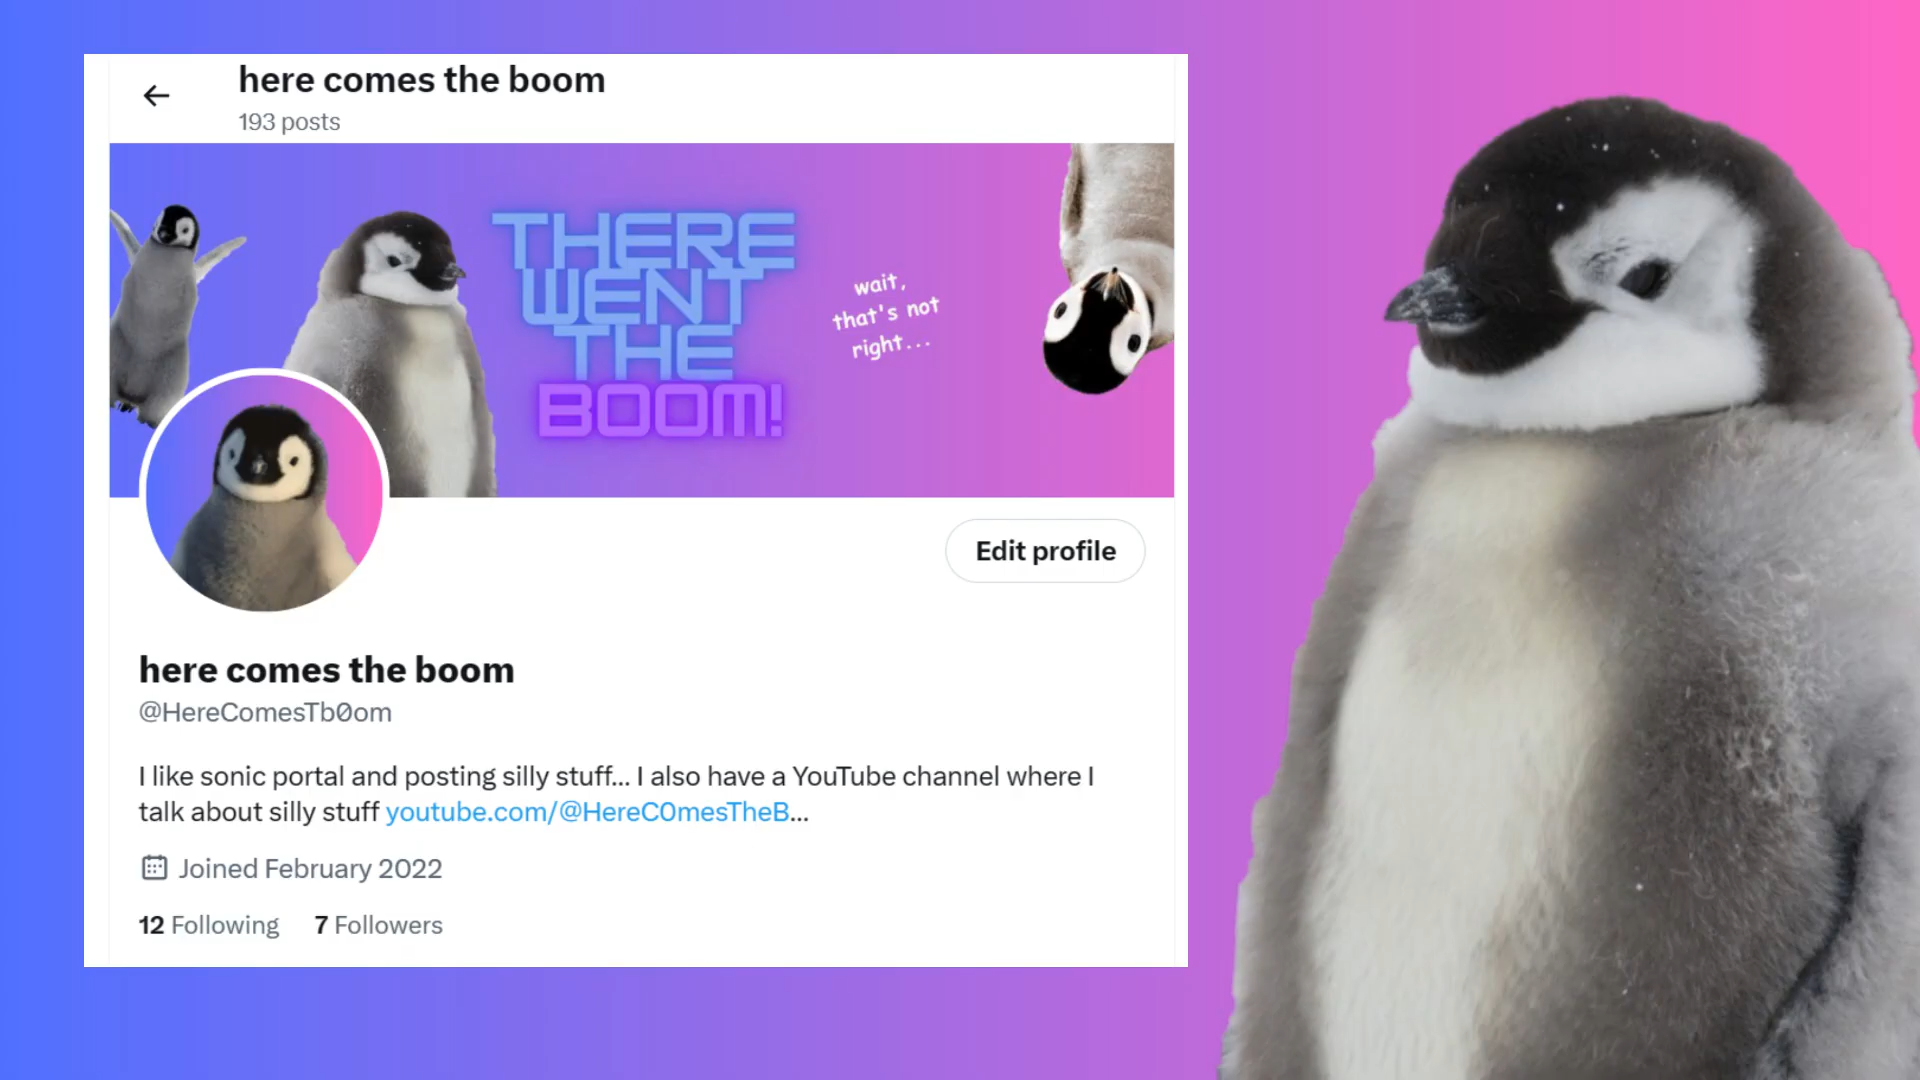 here comes the boom
193 posts
THERE
WENT
THE
BOOM!
wait,
that's not
right...
Edit profile
here comes the boom
@HereComesTb0om
I like sonic portal and posting silly stuff... I also have a YouTube channel where I
talk about silly stuff youtube.com/@HereC0mesTheB...
Joined February 2022
12 Following 7 Followers